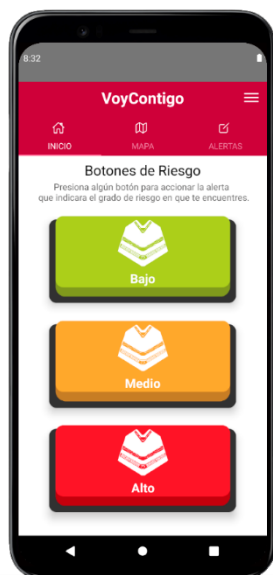 8:32
VoyContigo
INICIO
MAPA
ALERTAS
Botones de Riesgo
Presiona algún botón para accionar la alerta
que indicara el grado de riesgo en que te encuentres.
Bajo
Medio
Alto